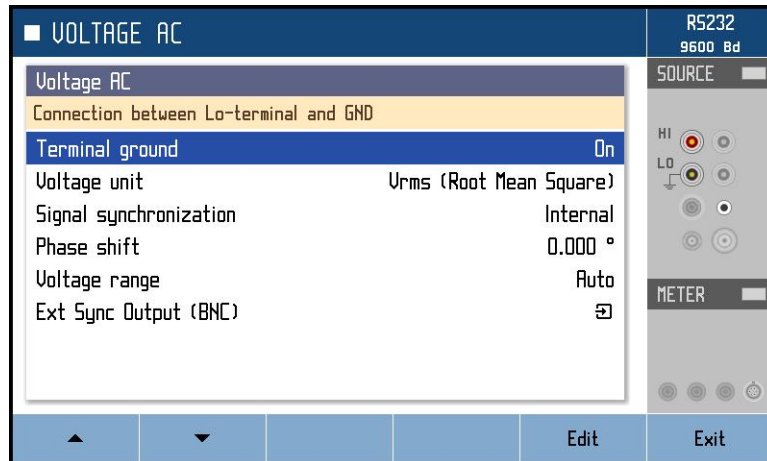 VOLTAGE AC
RS232
9600 Bd
Voltage AC
Connection between Lo-terminal and GND
Terminal ground On
Voltage unit Vrms (Root Mean Square)
Signal synchronization Internal
Phase shift 0.000 °
Voltage range Auto
Ext Sync Output (BNC)
SOURCE
HI
LO
METER
Edit
Exit